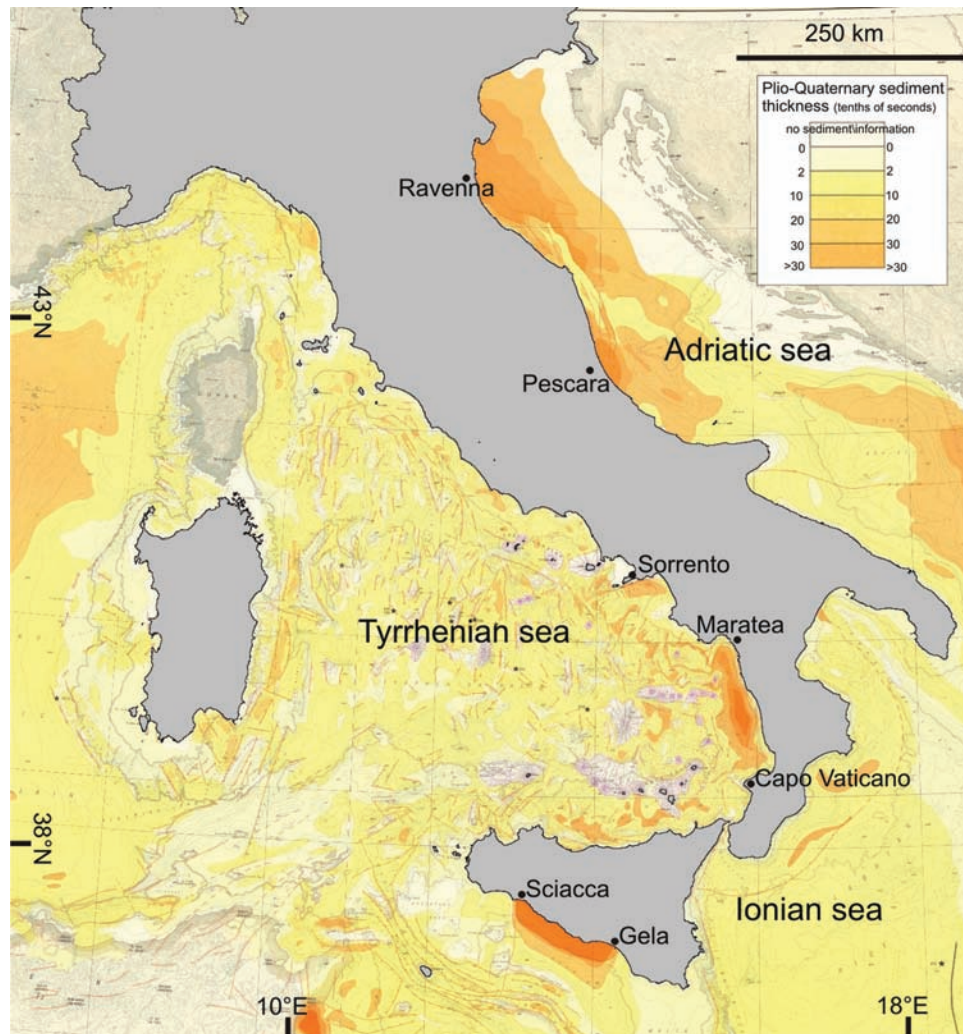 250 km
Plio-Quaternary sediment
thickness (tenths of seconds)
no sediment\information
0 0
2 2
10 10
20 20
30 30
>30 >30
Ravenna
43°N
Adriatic sea
Pescara
Sorrento
Maratea
Tyrrhenian sea
Capo Vaticano
38°N
Sciacca
Ionian sea
Gela
10°E
18°E